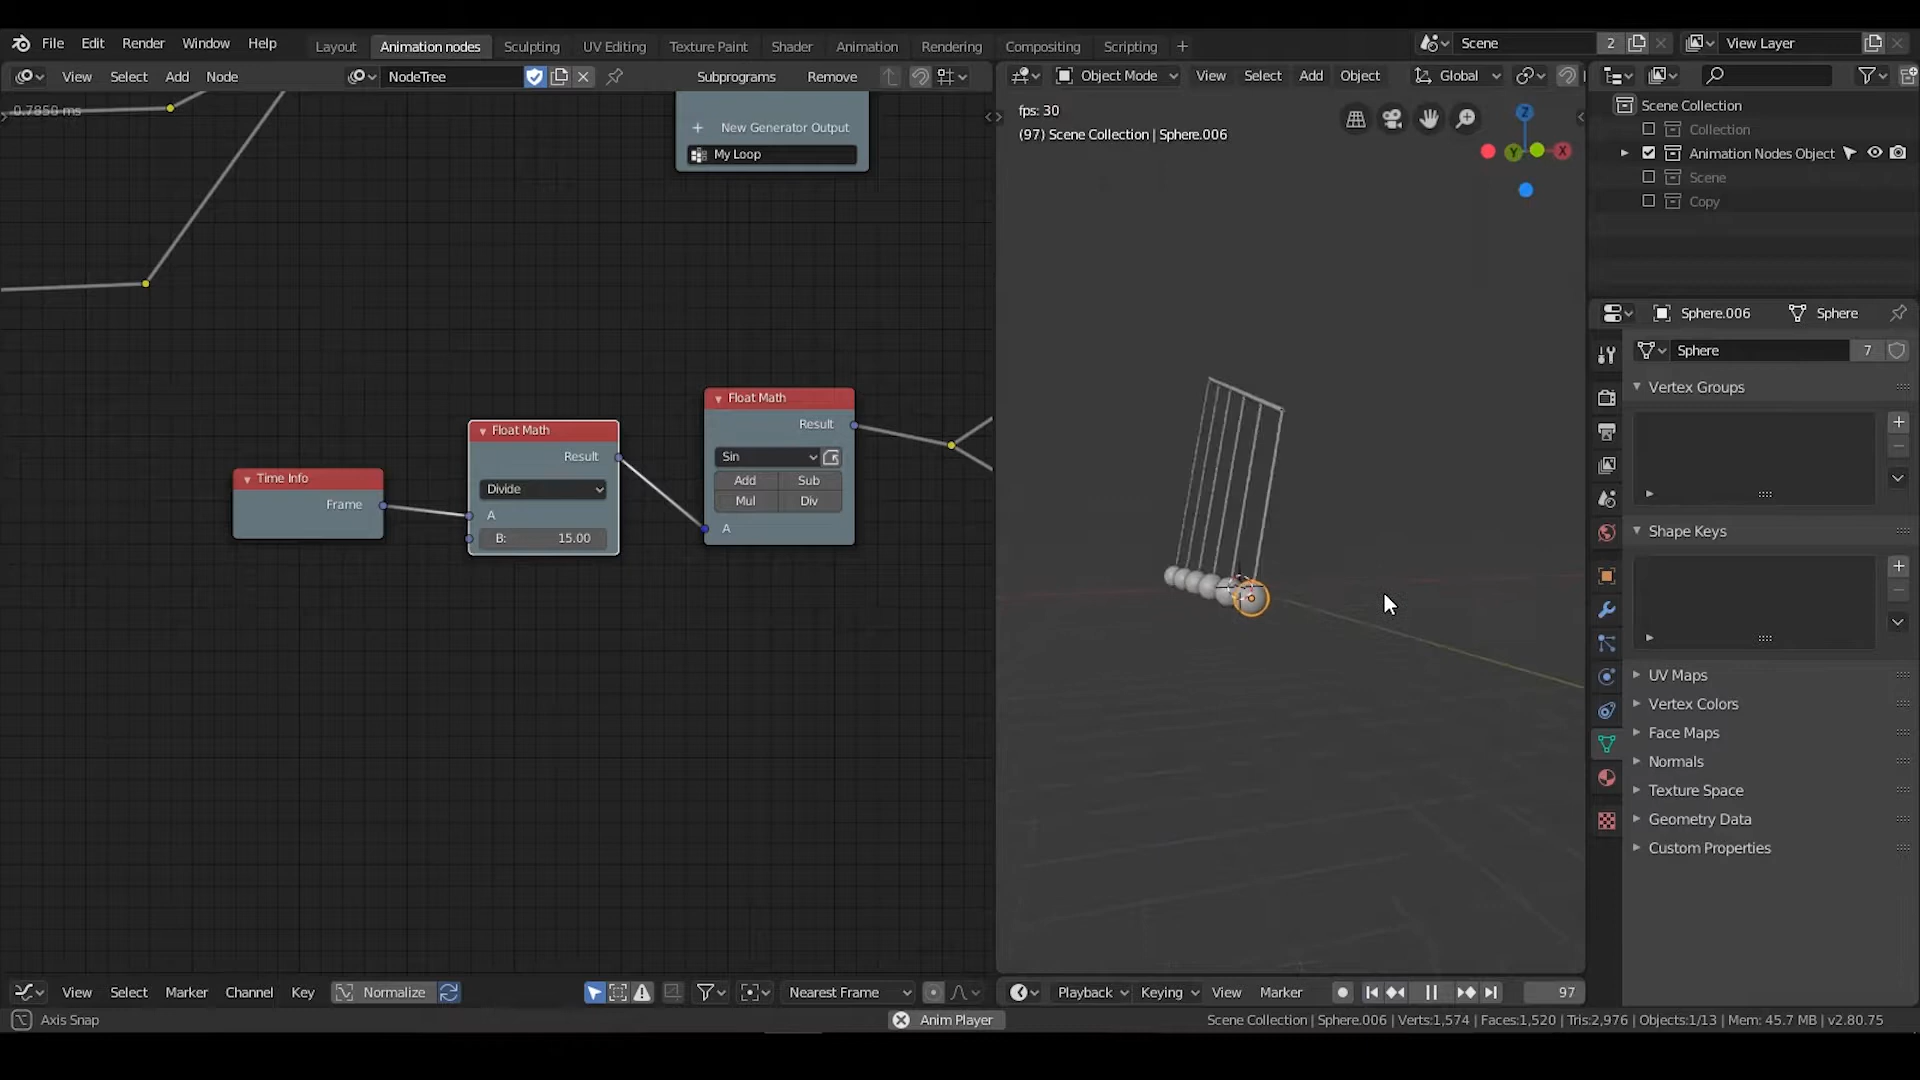 File Edit Render Window Help Layout Animation nodes Sculpting UV Editing Texture Paint Shader Animation Rendering Compositing Scripting + Scene 2 View Layer
View Select Add Node NodeTree Subprograms Remove Object Mode View Select Add Object Global
0.7850 ms
New Generator Output
My Loop
Float Math
Result
Divide
A
B: 15.00
Time Info
Frame
Float Math
Result
Sin
Add Sub
Mul Div
A
fps: 30
(97) Scene Collection | Sphere.006
Z
Y
X
Scene Collection
Collection
Animation Nodes Object
Scene
Copy
Sphere.006 Sphere
Sphere 7
Vertex Groups
Shape Keys
UV Maps
Vertex Colors
Face Maps
Normals
Texture Space
Geometry Data
Custom Properties
View Select Marker Channel Key Normalize Nearest Frame Playback Keying View Marker 97
Axis Snap Anim Player Scene Collection | Sphere.006 | Verts:1,574 | Faces:1,520 | Tris:2,976 | Objects:1/13 | Mem: 45.7 MB | v2.80.75